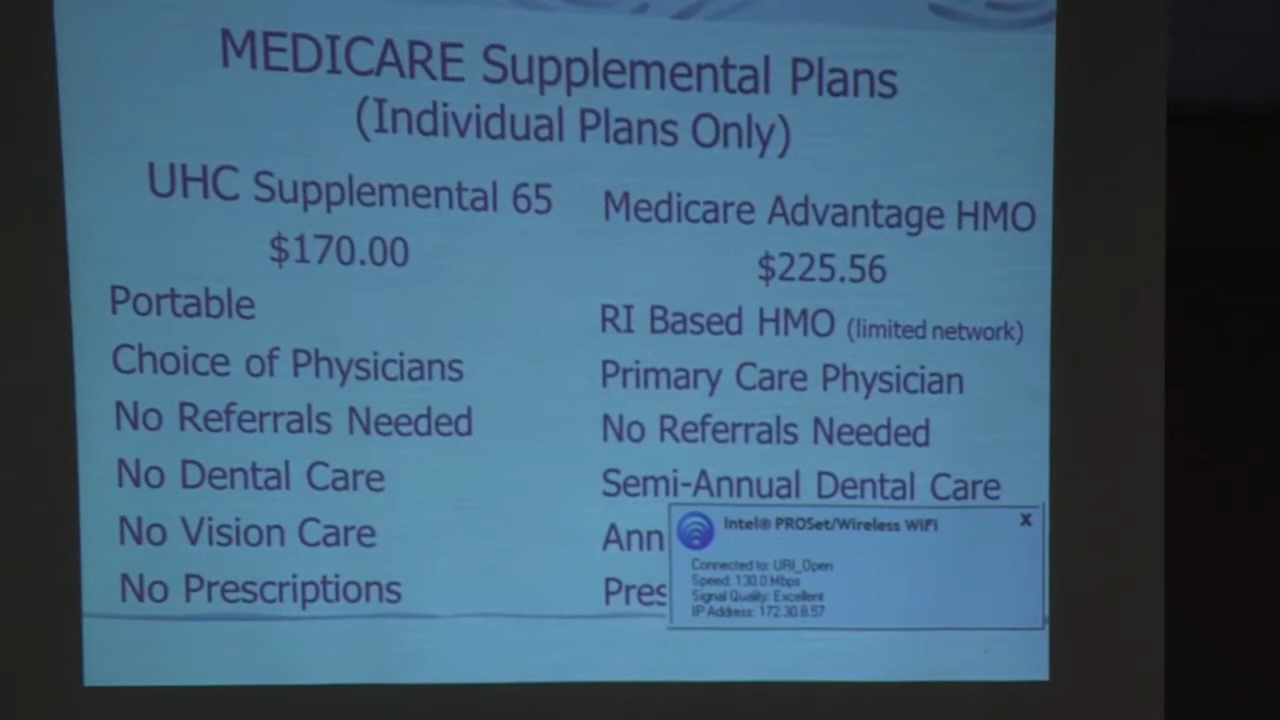 MEDICARE Supplemental Plans
(Individual Plans Only)
UHC Supplemental 65
$170.00
Portable
Choice of Physicians
No Referrals Needed
No Dental Care
No Vision Care
No Prescriptions
Medicare Advantage HMO
$225.56
RI Based HMO (limited network)
Primary Care Physician
No Referrals Needed
Semi-Annual Dental Care
Ann
Pres
Intel® PROSet/Wireless WiFi
X
Connected to: URI_Open
Speed: 130.0 Mbps
Signal Quality: Excellent
IP Address: 172.30.8.57